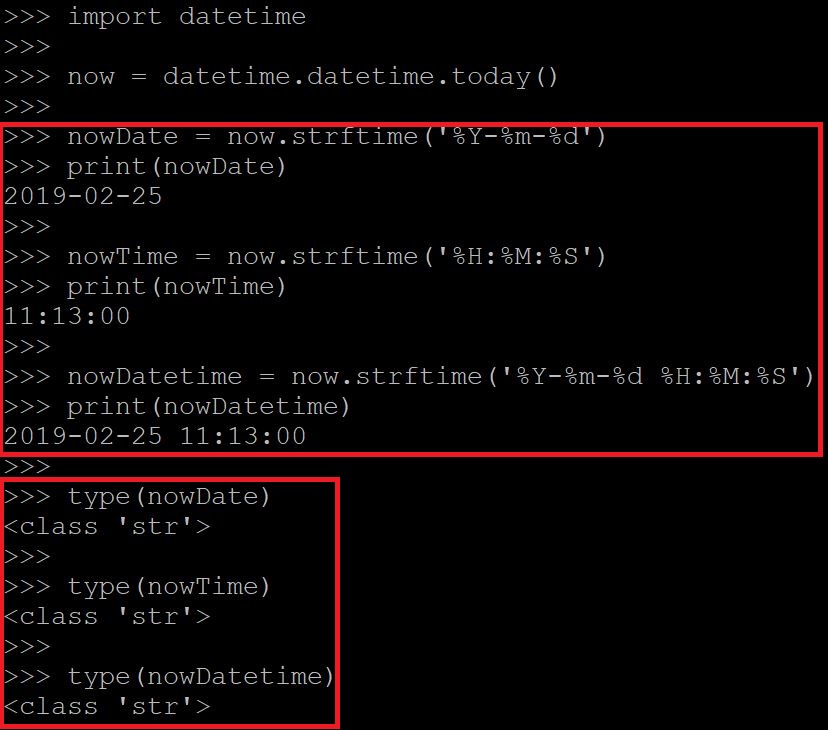 >>> import datetime
>>>
>>> now = datetime.datetime.today()
>>>
>>> nowDate = now.strftime('%Y-%m-%d')
>>> print(nowDate)
2019-02-25
>>>
>>> nowTime = now.strftime('%H:%M:%S')
>>> print(nowTime)
11:13:00
>>>
>>> nowDatetime = now.strftime('%Y-%m-%d %H:%M:%S')
>>> print(nowDatetime)
2019-02-25 11:13:00
>>>
>>> type(nowDate)
<class 'str'>
>>>
>>> type(nowTime)
<class 'str'>
>>>
>>> type(nowDatetime)
<class 'str'>